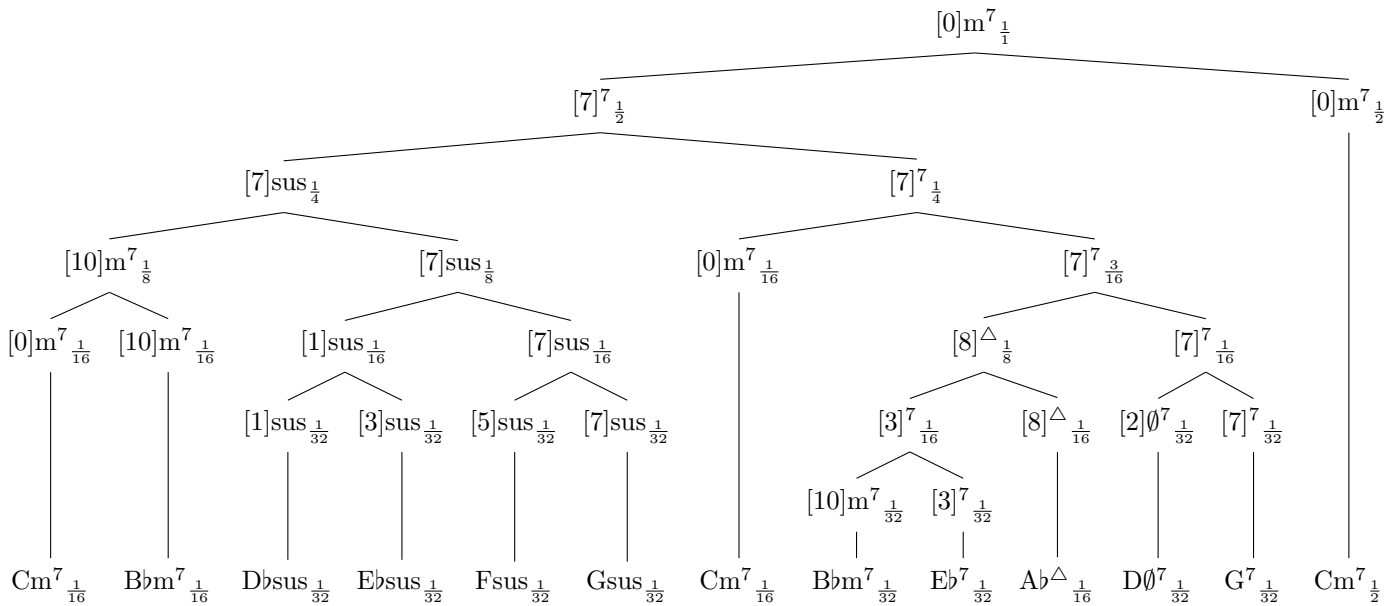 [0]m⁷ 1/1
[7]⁷ 1/2 [0]m⁷ 1/2
[7]sus 1/4 [7]⁷ 1/4
[10]m⁷ 1/8 [7]sus 1/8 [0]m⁷ 1/16 [7]⁷ 3/16
[0]m⁷ 1/16 [10]m⁷ 1/16 [1]sus 1/16 [7]sus 1/16 [8]△ 1/8 [7]⁷ 1/16
[1]sus 1/32 [3]sus 1/32 [5]sus 1/32 [7]sus 1/32 [3]⁷ 1/16 [8]△ 1/16 [2]∅⁷ 1/32 [7]⁷ 1/32
[10]m⁷ 1/32 [3]⁷ 1/32
Cm⁷ 1/16 B♭m⁷ 1/16 D♭sus 1/32 E♭sus 1/32 Fsus 1/32 Gsus 1/32 Cm⁷ 1/16 B♭m⁷ 1/32 E♭⁷ 1/32 A♭△ 1/16 D∅⁷ 1/32 G⁷ 1/32 Cm⁷ 1/2